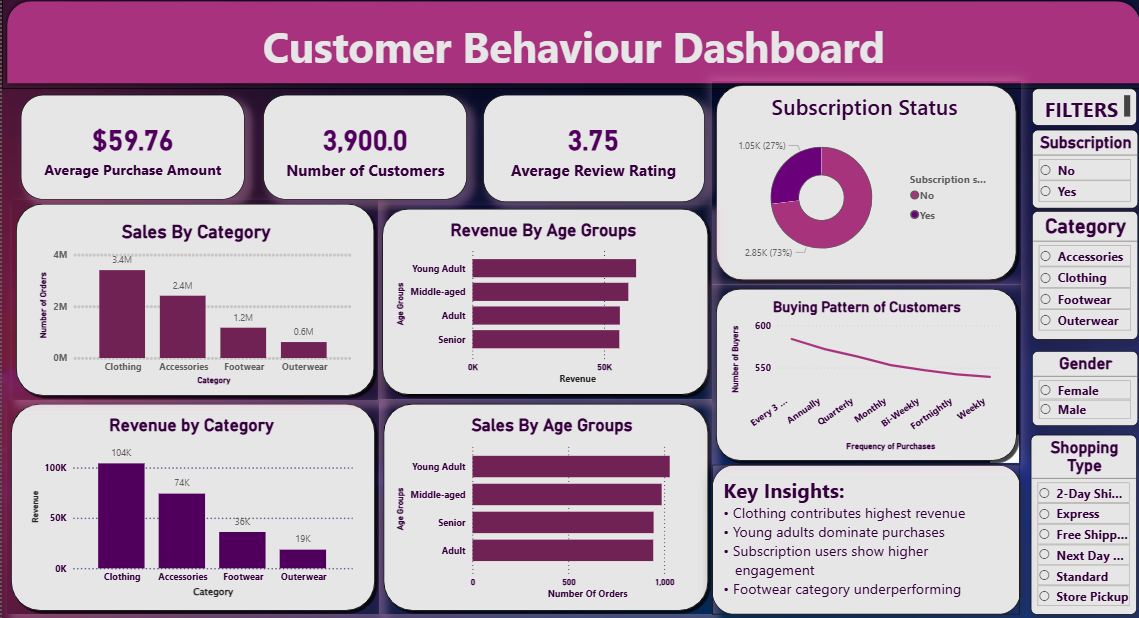 Customer Behaviour Dashboard
$59.76
Average Purchase Amount
3,900.0
Number of Customers
3.75
Average Review Rating
Sales By Category
Number of Orders
4M
2M
0M
3.4M
2.4M
1.2M
0.6M
Clothing
Accessories
Footwear
Outerwear
Category
Revenue By Age Groups
Age Groups
Young Adult
Middle-aged
Adult
Senior
0K
50K
Revenue
Revenue by Category
Revenue
100K
50K
0K
104K
74K
36K
19K
Clothing
Accessories
Footwear
Outerwear
Category
Sales By Age Groups
Age Groups
Young Adult
Middle-aged
Senior
Adult
0
500
1,000
Number Of Orders
Subscription Status
1.05K (27%)
2.85K (73%)
Subscription s...
No
Yes
Buying Pattern of Customers
Number of Buyers
600
550
Every 3 ...
Annually
Quarterly
Monthly
Bi-Weekly
Fortnightly
Weekly
Frequency of Purchases
Key Insights:
• Clothing contributes highest revenue
• Young adults dominate purchases
• Subscription users show higher
engagement
• Footwear category underperforming
FILTERS
Subscription
No
Yes
Category
Accessories
Clothing
Footwear
Outerwear
Gender
Female
Male
Shopping
Type
2-Day Shi...
Express
Free Shipp...
Next Day ...
Standard
Store Pickup